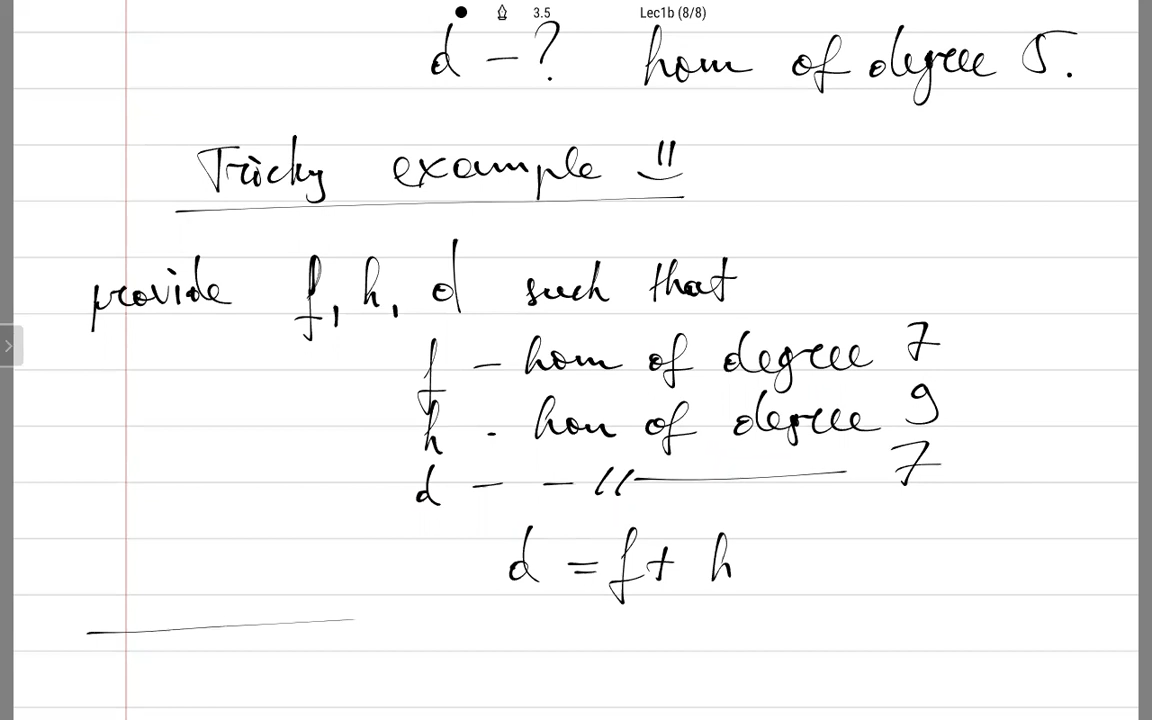 3.5 Lec1b (8/8)
d - ? hom of degree 5.
Tricky example
provide f, h, d such that
f - hom of degree 7
h - hom of degree 9
d - - " 7
d = f + h